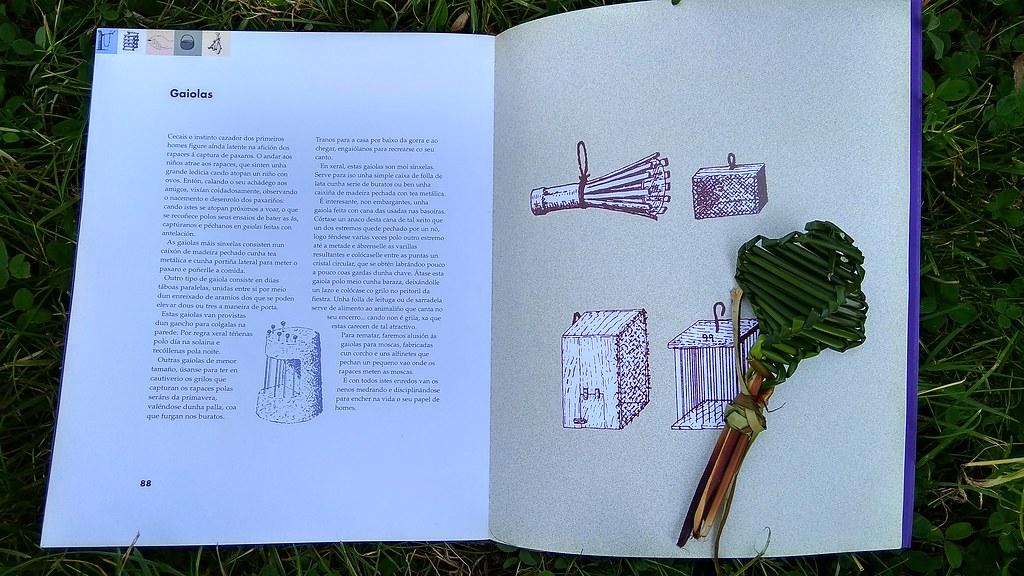 Gaiolas
Cecais o instinto cazador dos primeiros
homes figure aínda latente na afición dos
rapaces á captura de paxaros. O andar aos
niños atrae aos rapaces, que sinten unha
grande ledicia cando atopan un niño con
ovos. Entón, calando o seu achádego aos
amigos, vixían coidadosamente, observando
o nacemento e desenrolo dos paxariños:
cando istes se atopan próximos a voar, o que
se recoñece polos seus ensaios de bater as ás,
captúranos e péchanos en gaiolas feitas con
antelación.
As gaiolas máis sinxelas consisten nun
caixón de madeira pechado cunha tea
metálica e cunha portiña lateral para meter o
paxaro e poñerlle a comida.
Outro tipo de gaiola consiste en dúas
táboas paralelas, unidas entre si por meio
dun enreixado de aramios dos que se poden
elevar dous ou tres a maneira de porta.
Estas gaiolas van provistas
dun gancho para colgalas na
parede. Por regra xeral téñenas
polo día na solaina e
recóllenas pola noite.
Outras gaiolas de menor
tamaño, úsanse para ter en
cautiverio os grilos que
capturan os rapaces polas
seráns da primavera,
valéndose dunha palla, coa
que furgan nos buratos.
Tranos para a casa por baixo da gorra e ao
chegar, engaiólanos para recrearse co seu
canto.
En xeral, estas gaiolas son moi sinxelas.
Serve para iso unha simple caixa de folla de
lata cunha serie de buratos ou ben unha
caixiña de madeira pechada con tea metálica.
É interesante, non embargantes, unha
gaiola feita con cana das usadas nas basoiras.
Córtase un anaco desta cana de tal xeito que
un dos estremos quede pechado por un nó,
logo féndese varias veces polo outro estremo
até a metade e ábrenselle as varillas
resultantes e colócaselle entre as puntas un
cristal circular, que se obtén labrándoo pouco
a pouco coas gardas dunha chave. Átase esta
gaiola polo meio cunha baraza, deixándolle
un lazo e colócase co grilo no peitoril da
fiestra. Unha folla de leituga ou de sarradela
serve de alimento ao animaliño que canta no
seu encerro... cando non é grila, xa que
estas carecen de tal atractivo.
Para rematar, faremos alusión ás
gaiolas para moscas, fabricadas
cun corcho e uns alfinetes que
pechan un pequeno vao onde os
rapaces meten as moscas.
E con todos istes enredos van os
nenos medrando e disciplinándose
para encher na vida o seu papel de
homes.
88